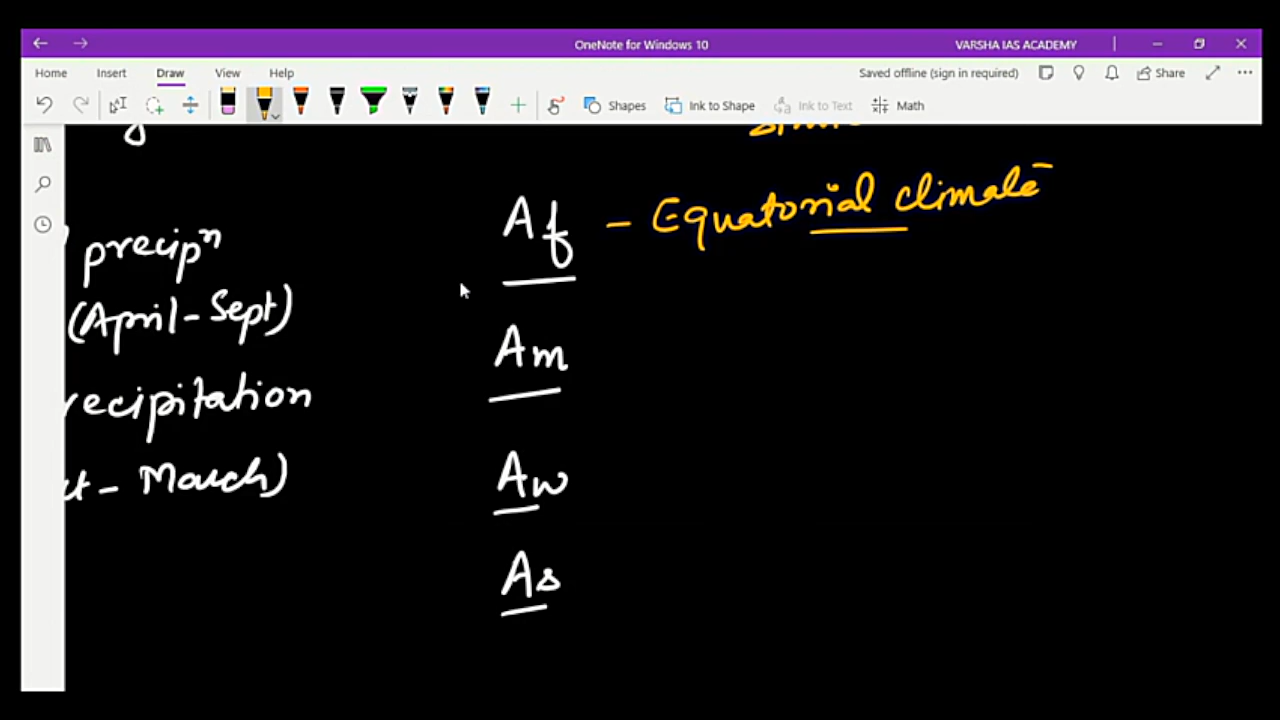 OneNote for Windows 10
VARSHA IAS ACADEMY
Home Insert Draw View Help
Saved offline (sign in required)
Share
Shapes
Ink to Shape
Ink to Text
Math
Af - Equatorial climate
precipn
(April - Sept)
Am
recipitation
Aw
t - March)
As